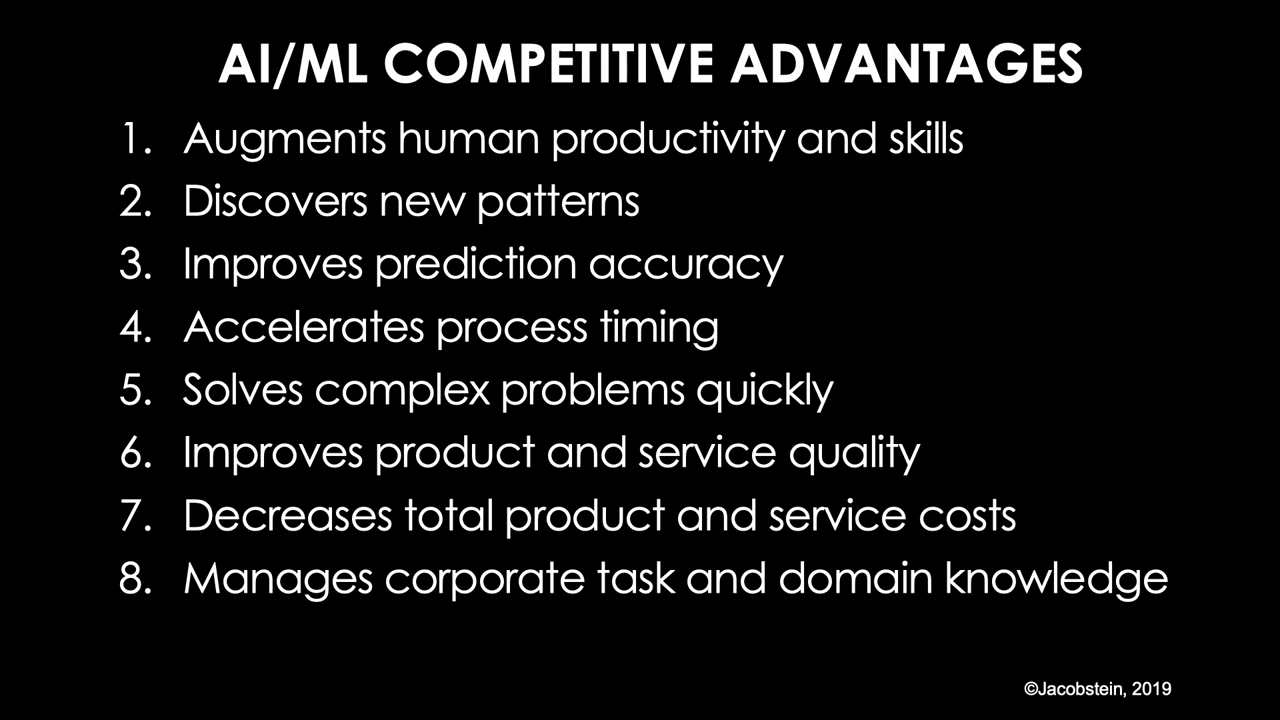 AI/ML COMPETITIVE ADVANTAGES
1. Augments human productivity and skills
2. Discovers new patterns
3. Improves prediction accuracy
4. Accelerates process timing
5. Solves complex problems quickly
6. Improves product and service quality
7. Decreases total product and service costs
8. Manages corporate task and domain knowledge
©Jacobstein, 2019